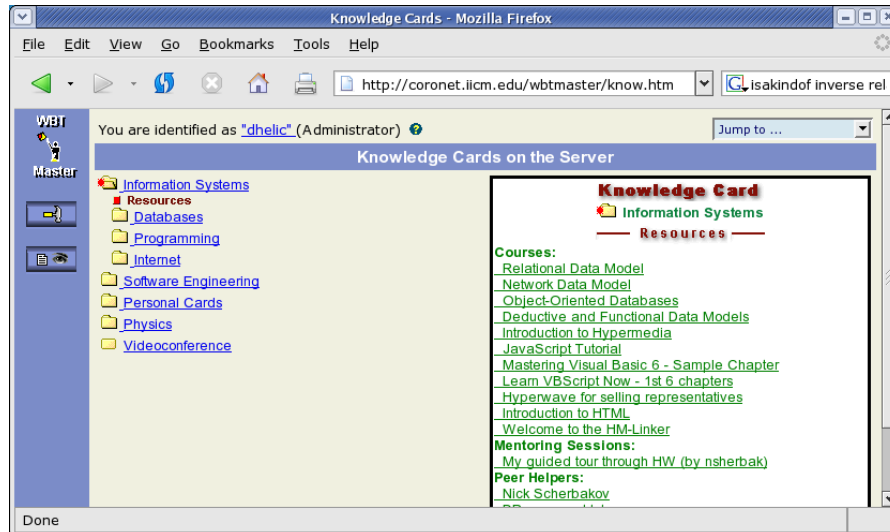 Knowledge Cards - Mozilla Firefox
File Edit View Go Bookmarks Tools Help
http://coronet.iicm.edu/wbtmaster/know.htm
G isakindof inverse rel
WBT
Master
You are identified as "dhelic" (Administrator) ?
Jump to ...
Knowledge Cards on the Server
Information Systems
Resources
Databases
Programming
Internet
Software Engineering
Personal Cards
Physics
Videoconference
Knowledge Card
Information Systems
Resources
Courses:
Relational Data Model
Network Data Model
Object-Oriented Databases
Deductive and Functional Data Models
Introduction to Hypermedia
JavaScript Tutorial
Mastering Visual Basic 6 - Sample Chapter
Learn VBScript Now - 1st 6 chapters
Hyperwave for selling representatives
Introduction to HTML
Welcome to the HM-Linker
Mentoring Sessions:
My guided tour through HW (by nsherbak)
Peer Helpers:
Nick Scherbakov
Done